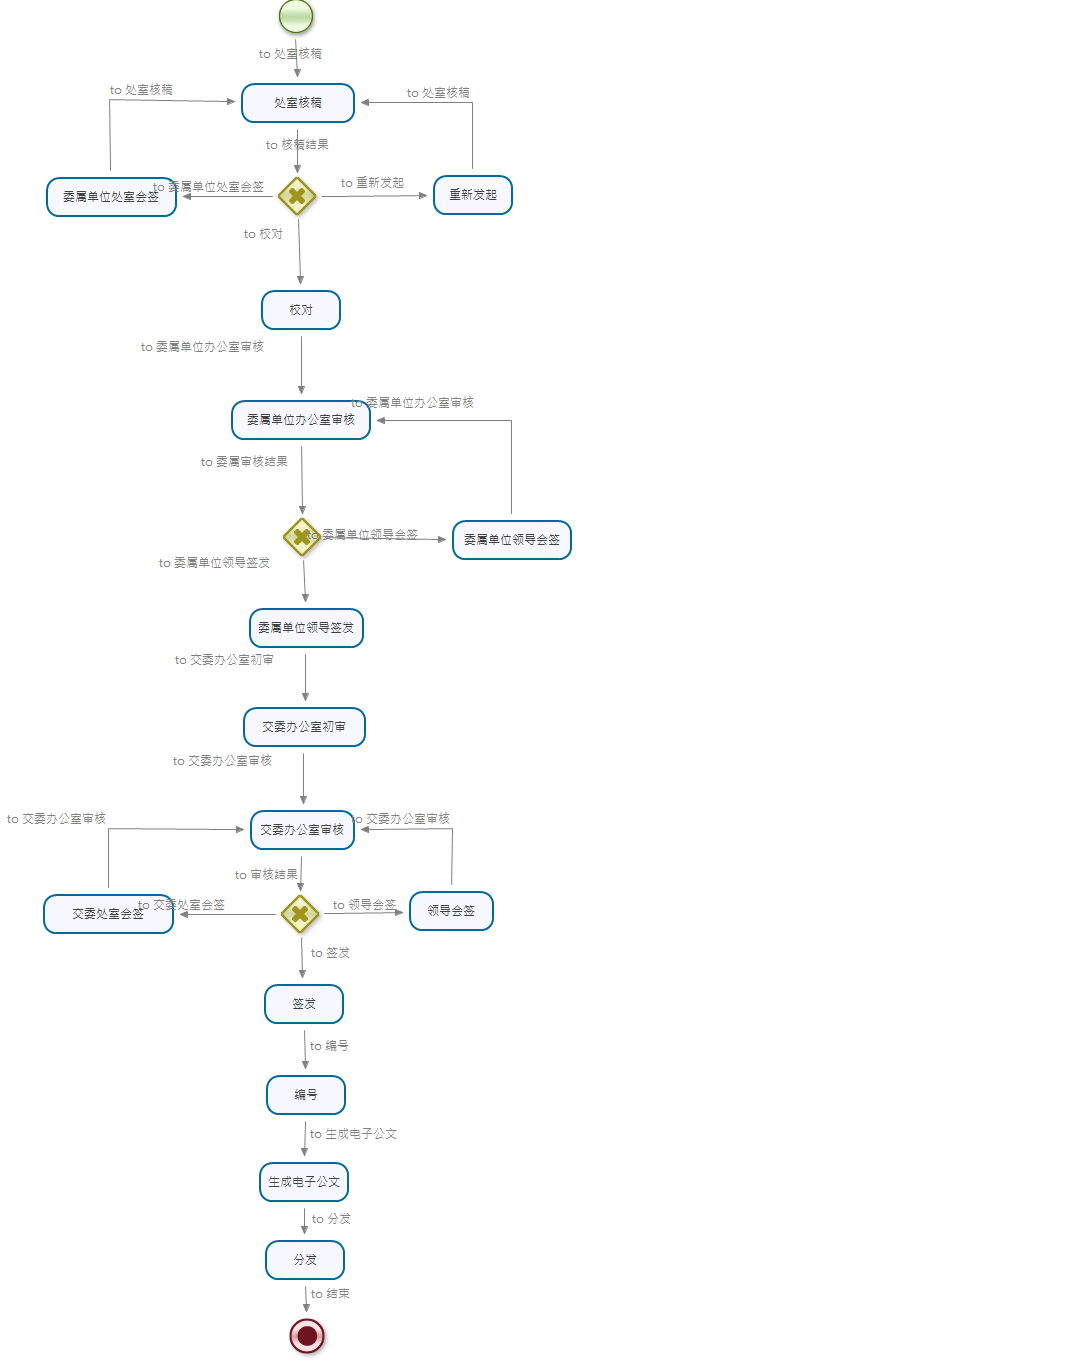 to 处室核稿
to 处室核稿
to 处室核稿
处室核稿
to 核稿结果
to 委属单位处室会签
to 重新发起
委属单位处室会签
重新发起
to 校对
校对
to 委属单位办公室审核
to 委属单位办公室审核
委属单位办公室审核
to 委属审核结果
to 委属单位领导会签
委属单位领导会签
to 委属单位领导签发
委属单位领导签发
to 交委办公室初审
交委办公室初审
to 交委办公室审核
to 交委办公室审核
to 交委办公室审核
交委办公室审核
to 审核结果
to 交委处室会签
to 领导会签
交委处室会签
领导会签
to 签发
签发
to 编号
编号
to 生成电子公文
生成电子公文
to 分发
分发
to 结束